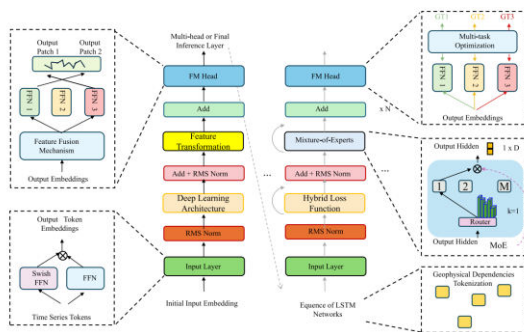 Output
Patch 1
Output
Patch 2
FFN 1
FFN 2
FFN 3
Feature Fusion
Mechanism
Output Embeddings
Output Token
Embeddings
Swish
FFN
FFN
Time Series Tokens
Multi-head or Final
Inference Layer
FM Head
Add
Feature
Transformation
Add + RMS Norm
Deep Learning
Architecture
RMS Norm
Input Layer
Initial Input Embedding
...
...
FM Head
Add
x N
Mixture-of-Experts
Add + RMS Norm
...
Hybrid Loss
Function
RMS Norm
Input Layer
Equence of LSTM
Networks
GT1
GT2
GT3
Multi-task
Optimization
FFN 1
FFN 2
FFN 3
Output Embeddings
Output Hidden
1 x D
1
2
M
k=1
Router
Output Hidden
MoE
Geophysical Dependencies
Tokenization